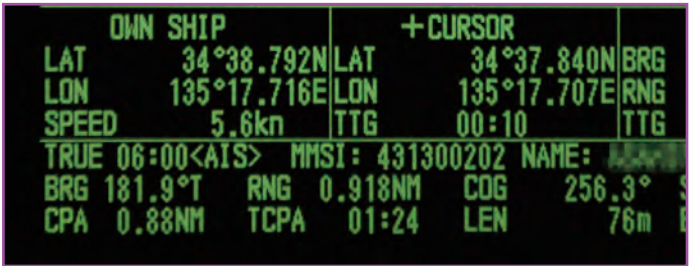 OWN SHIP +CURSOR
LAT 34°38.792N LAT 34°37.840N BRG
LON 135°17.716E LON 135°17.707E RNG
SPEED 5.6kn TTG 00:10 TTG
TRUE 06:00<AIS> MMSI: 431300202 NAME:
BRG 181.9°T RNG 0.918NM COG 256.3°
CPA 0.88NM TCPA 01:24 LEN 76m